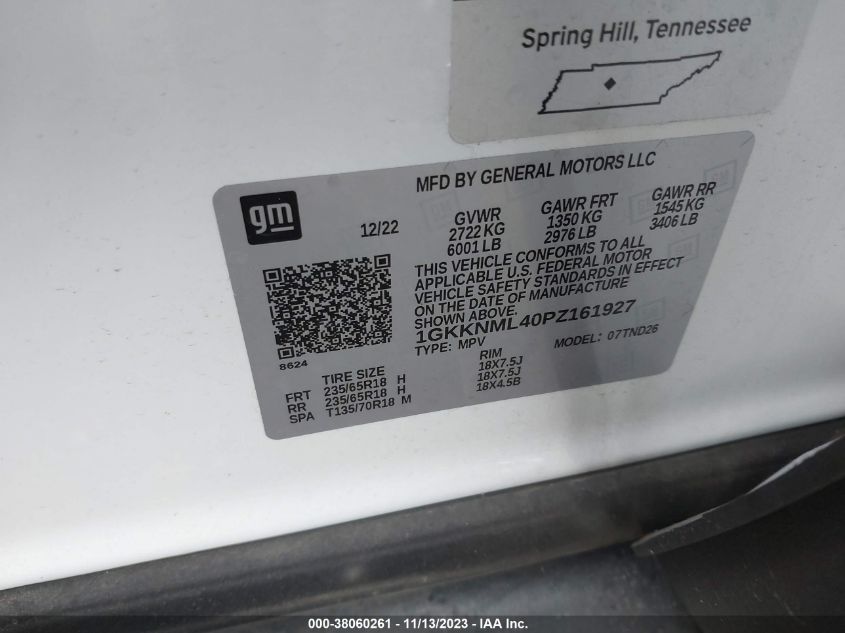 Spring Hill, Tennessee
MFD BY GENERAL MOTORS LLC
gm
12/22
GVWR
2722 KG
6001 LB
GAWR FRT
1350 KG
2976 LB
GAWR RR
1545 KG
3406 LB
THIS VEHICLE CONFORMS TO ALL
APPLICABLE U.S. FEDERAL MOTOR
VEHICLE SAFETY STANDARDS IN EFFECT
ON THE DATE OF MANUFACTURE
SHOWN ABOVE.
1GKKNML40PZ161927
TYPE: MPV MODEL: 07TND26
8624
TIRE SIZE RIM
FRT 235/65R18 H 18X7.5J
RR 235/65R18 H 18X7.5J
SPA T135/70R18 M 18X4.5B
000-38060261 - 11/13/2023 - IAA Inc.